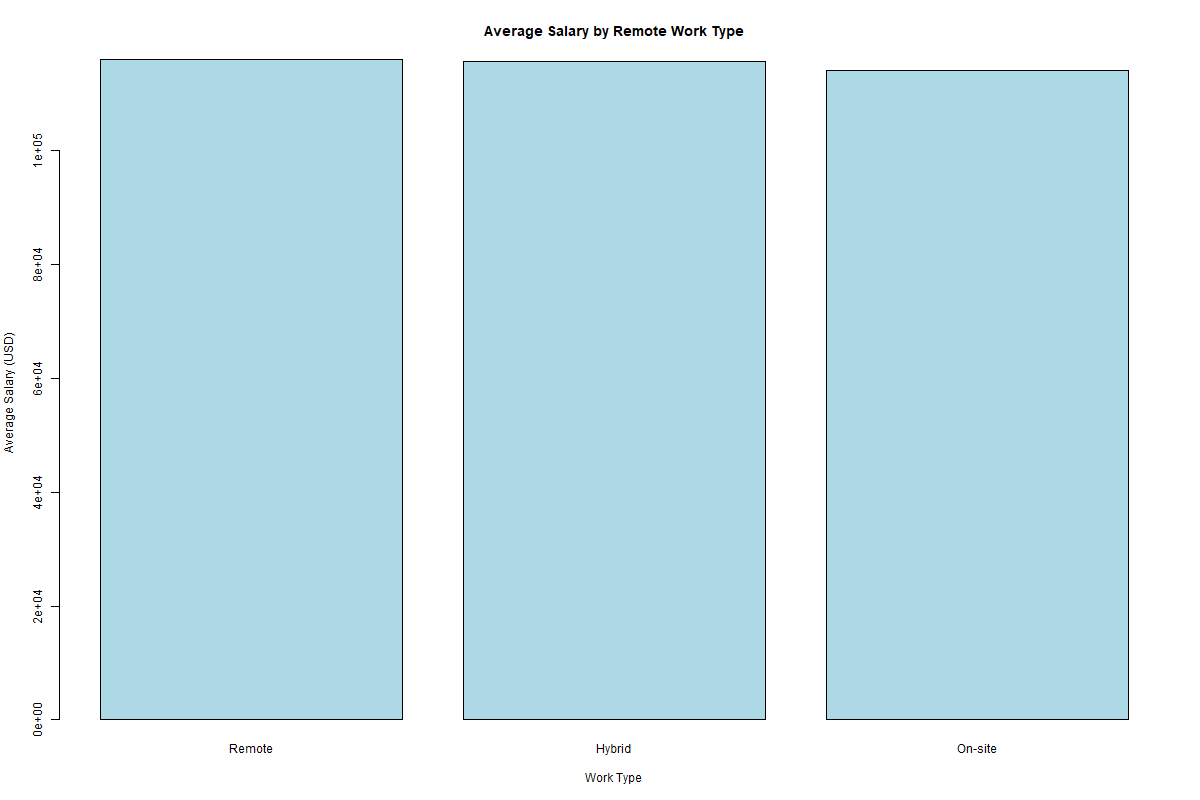 Average Salary by Remote Work Type
Average Salary (USD)
1e+05
8e+04
6e+04
4e+04
2e+04
0e+00
Remote
Hybrid
On-site
Work Type